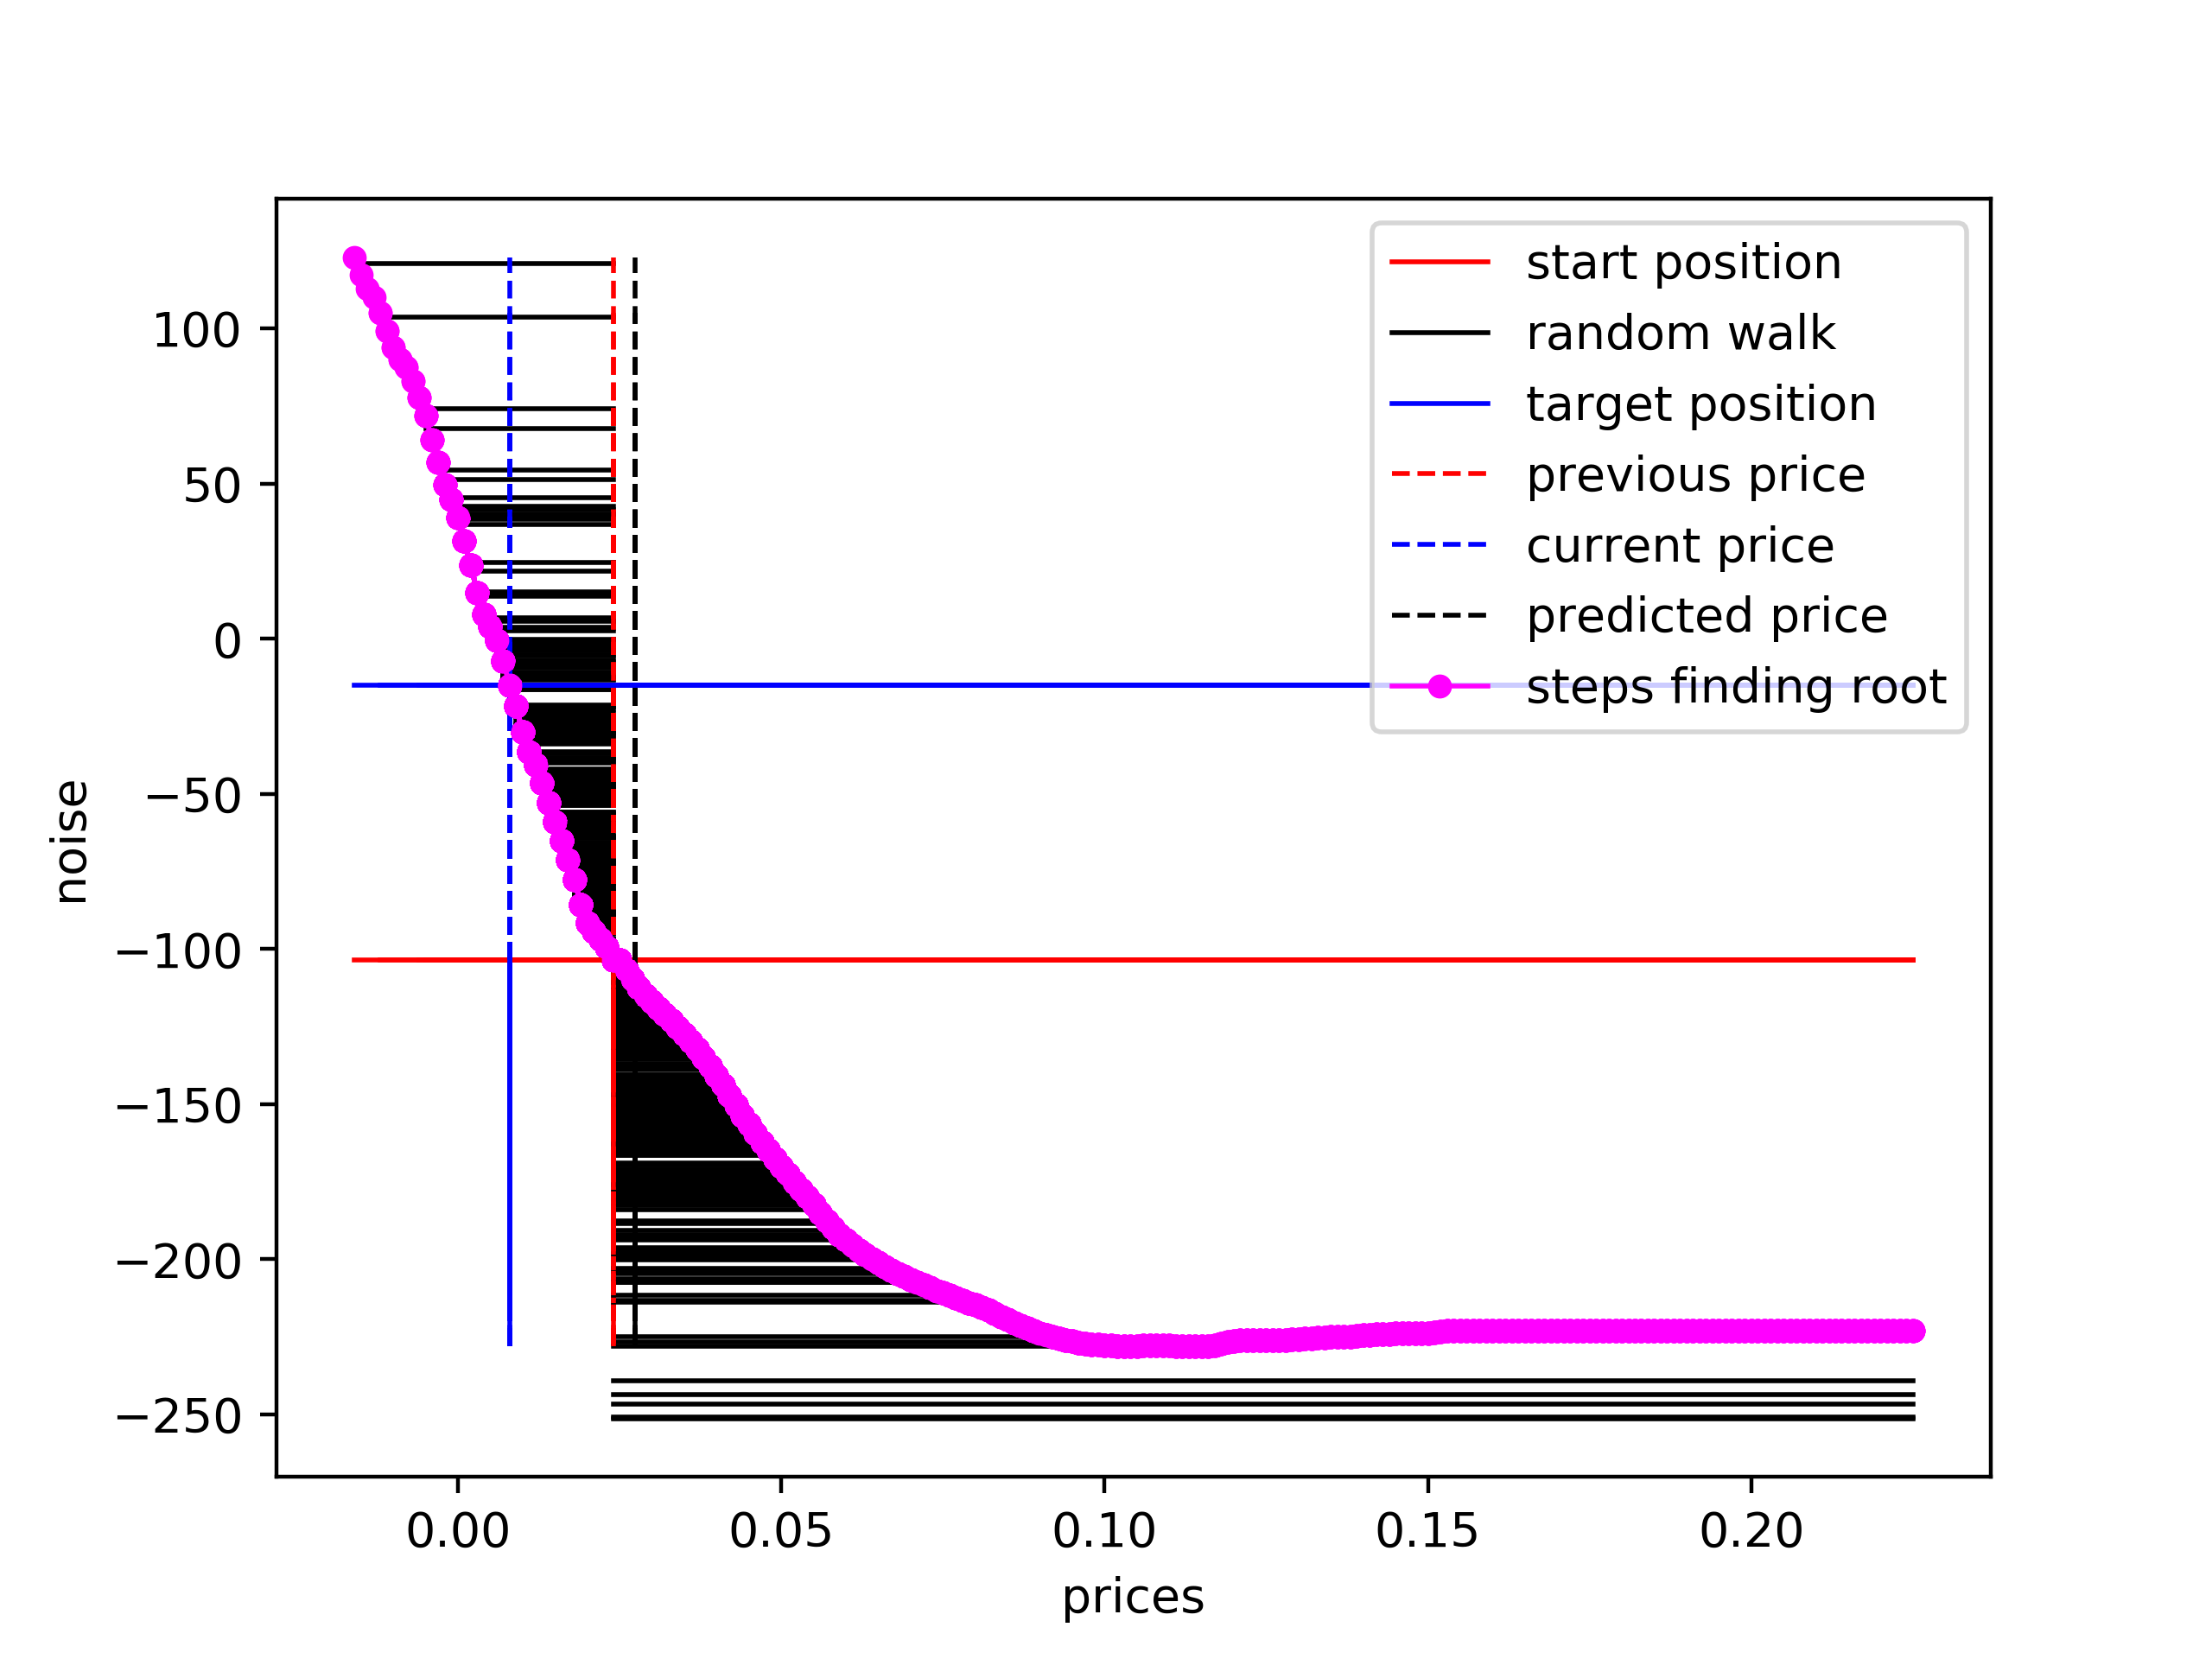 start position
random walk
target position
previous price
current price
predicted price
steps finding root
100
50
0
−50
−100
−150
−200
−250
noise
0.00 0.05 0.10 0.15 0.20
prices